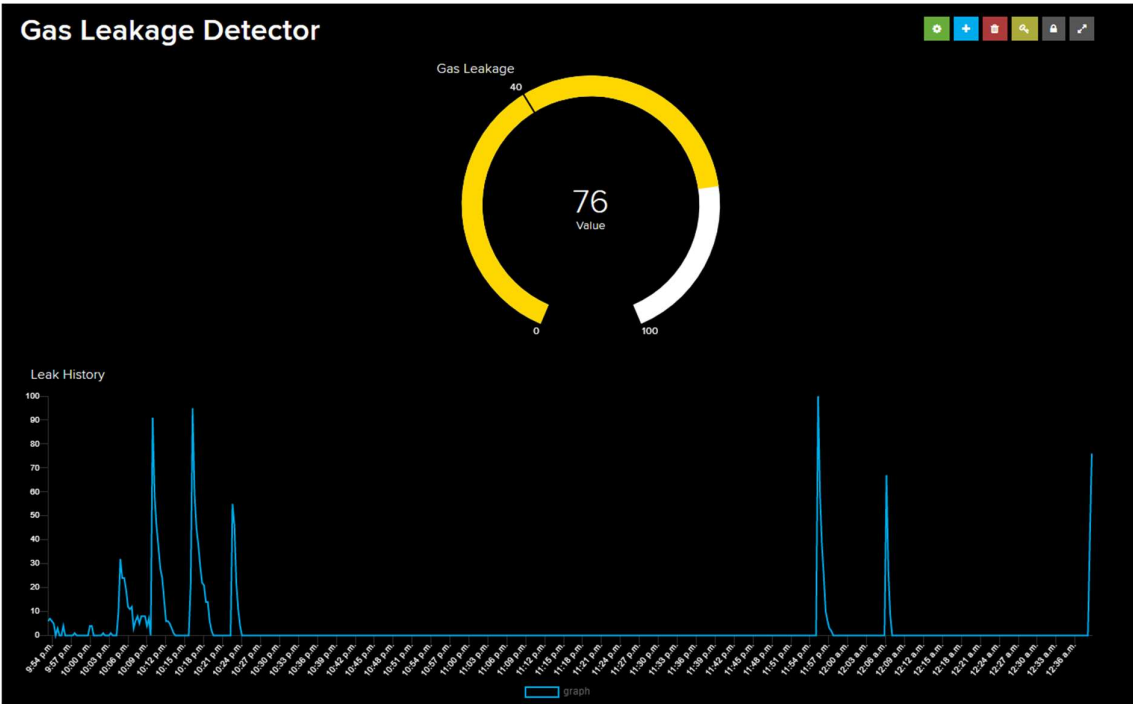 Gas Leakage Detector
Gas Leakage
40
76
Value
0
100
Leak History
100
90
80
70
60
50
40
30
20
10
0
9:54 p.m.
9:57 p.m.
10:00 p.m.
10:03 p.m.
10:06 p.m.
10:09 p.m.
10:12 p.m.
10:15 p.m.
10:18 p.m.
10:21 p.m.
10:24 p.m.
10:27 p.m.
10:30 p.m.
10:33 p.m.
10:36 p.m.
10:39 p.m.
10:42 p.m.
10:45 p.m.
10:48 p.m.
10:51 p.m.
10:54 p.m.
10:57 p.m.
11:00 p.m.
11:03 p.m.
11:06 p.m.
11:09 p.m.
11:12 p.m.
11:15 p.m.
11:18 p.m.
11:21 p.m.
11:24 p.m.
11:27 p.m.
11:30 p.m.
11:33 p.m.
11:36 p.m.
11:39 p.m.
11:42 p.m.
11:45 p.m.
11:48 p.m.
11:51 p.m.
11:54 p.m.
11:57 p.m.
12:00 a.m.
12:03 a.m.
12:06 a.m.
12:09 a.m.
12:12 a.m.
12:15 a.m.
12:18 a.m.
12:21 a.m.
12:24 a.m.
12:27 a.m.
12:30 a.m.
12:33 a.m.
12:36 a.m.
graph